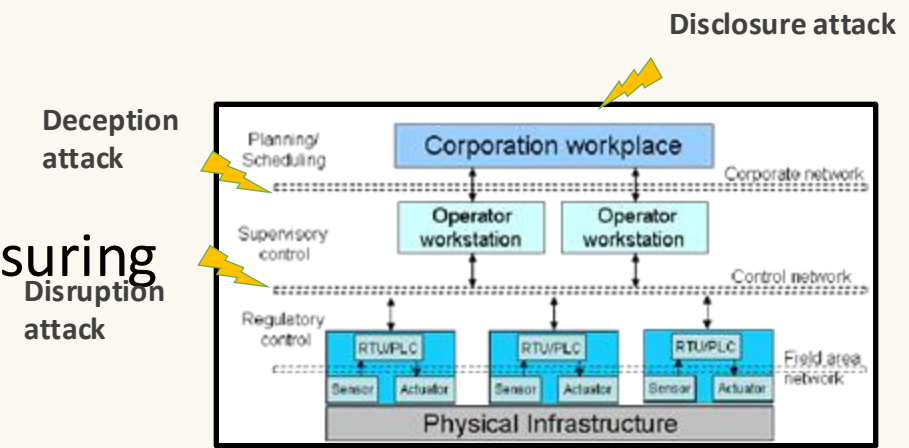 Disclosure attack
Deception
attack
Planning/
Scheduling
Corporation workplace
Corporate network
Operator
workstation
Operator
workstation
Supervisory
control
suring
Disruption
attack
Control network
Regulatory
control
RTU/PLC
RTU/PLC
RTU/PLC
Field area
network
Sensor
Actuator
Sensor
Actuator
Sensor
Actuator
Physical Infrastructure